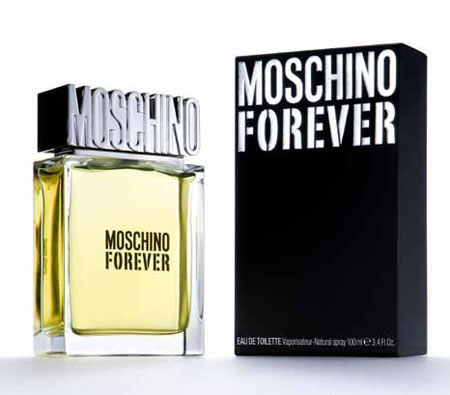 MOSCHINO
MOSCHINO
FOREVER
MOSCHINO
FOREVER
EAU DE TOILETTE Vaporisateur-Natural spray 100 ml ℮ 3.4 Fl. Oz.